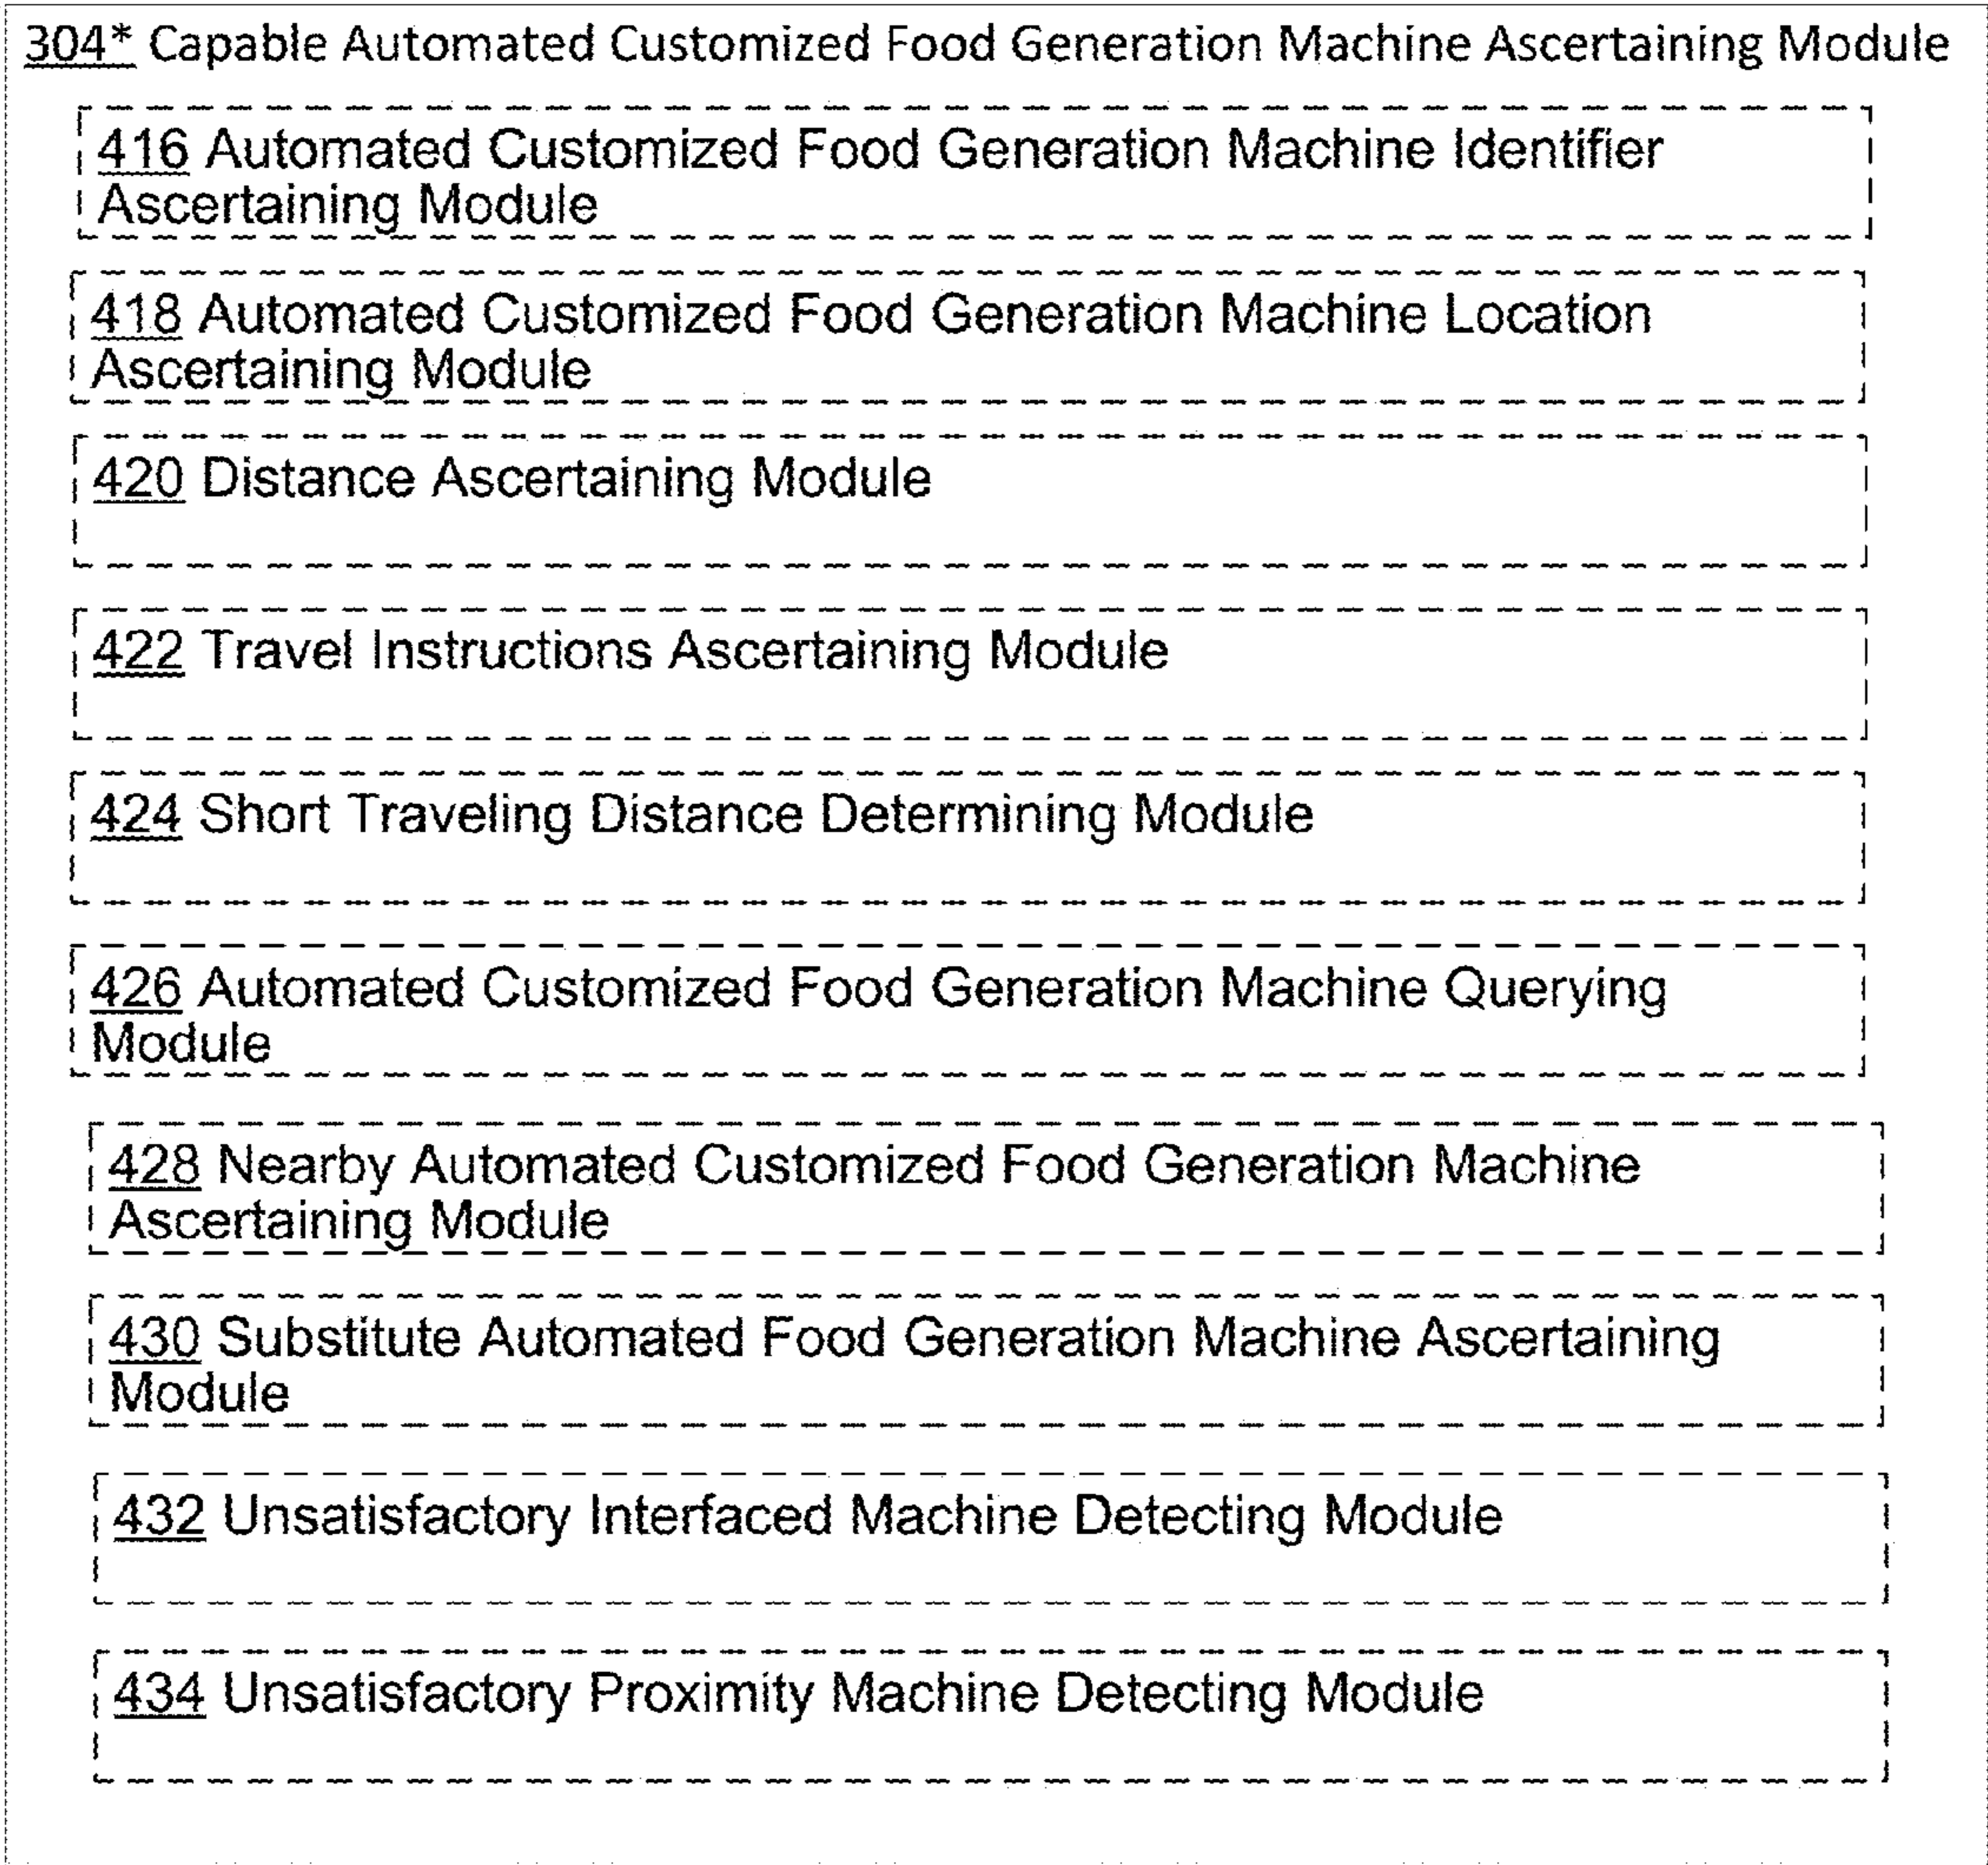 304* Capable Automated Customized Food Generation Machine Ascertaining Module
416 Automated Customized Food Generation Machine Identifier
Ascertaining Module
418 Automated Customized Food Generation Machine Location
Ascertaining Module
420 Distance Ascertaining Module
422 Travel Instructions Ascertaining Module
424 Short Traveling Distance Determining Module
426 Automated Customized Food Generation Machine Querying
Module
428 Nearby Automated Customized Food Generation Machine
Ascertaining Module
430 Substitute Automated Food Generation Machine Ascertaining
Module
432 Unsatisfactory Interfaced Machine Detecting Module
434 Unsatisfactory Proximity Machine Detecting Module